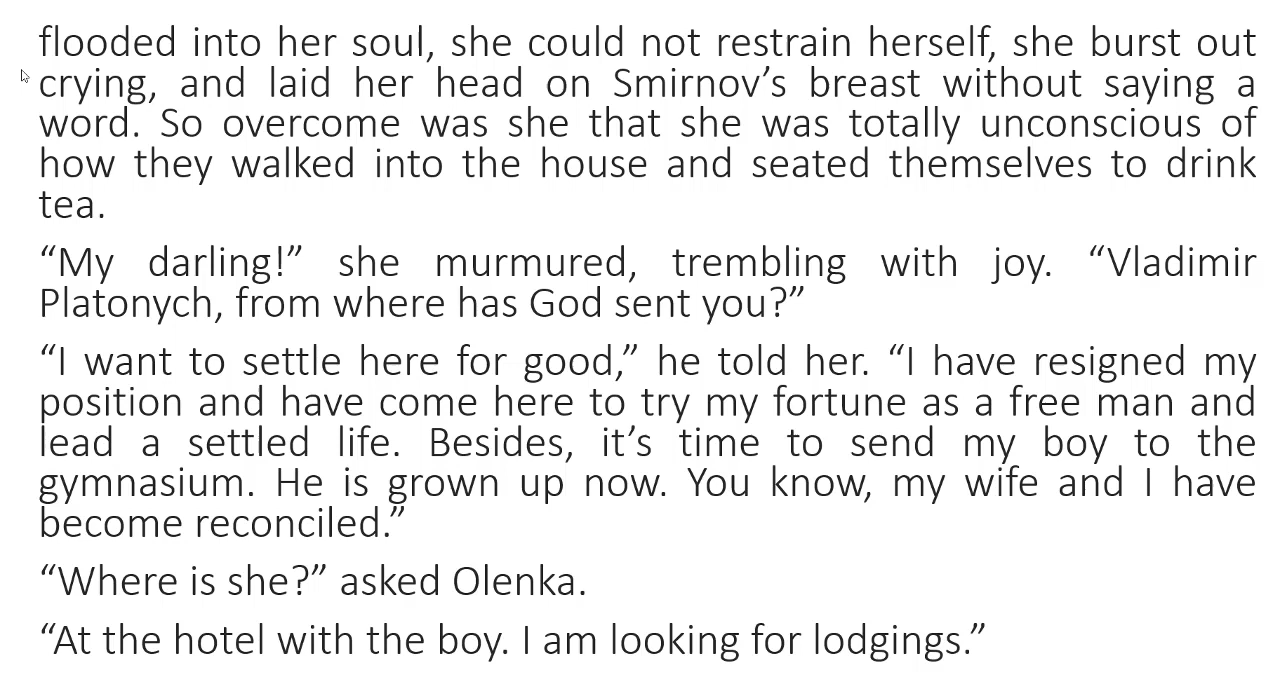 flooded into her soul, she could not restrain herself, she burst out
crying, and laid her head on Smirnov’s breast without saying a
word. So overcome was she that she was totally unconscious of
how they walked into the house and seated themselves to drink
tea.
“My darling!” she murmured, trembling with joy. “Vladimir
Platonych, from where has God sent you?”
“I want to settle here for good,” he told her. “I have resigned my
position and have come here to try my fortune as a free man and
lead a settled life. Besides, it’s time to send my boy to the
gymnasium. He is grown up now. You know, my wife and I have
become reconciled.”
“Where is she?” asked Olenka.
“At the hotel with the boy. I am looking for lodgings.”